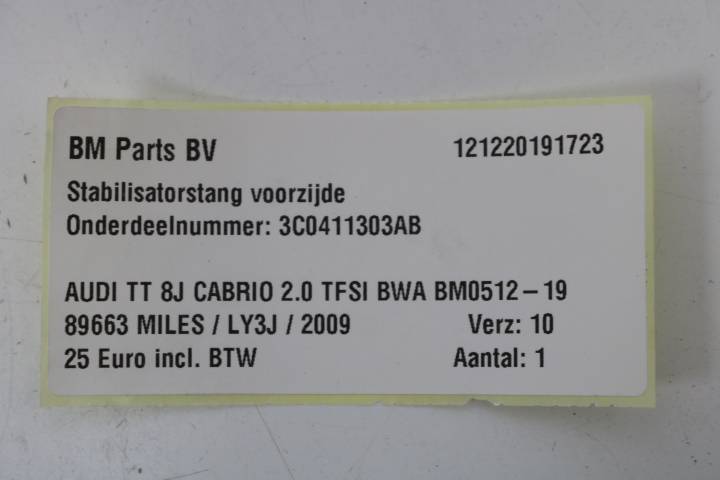 BM Parts BV 121220191723
Stabilisatorstang voorzijde
Onderdeelnummer: 3C0411303AB
AUDI TT 8J CABRIO 2.0 TFSI BWA BM0512-19
89663 MILES / LY3J / 2009 Verz: 10
25 Euro incl. BTW Aantal: 1